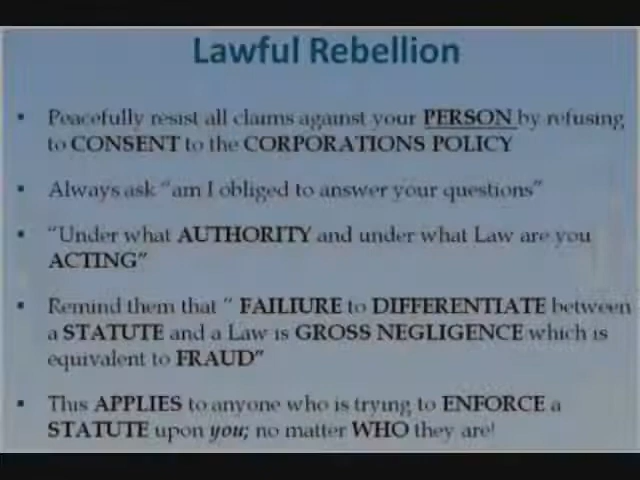 Lawful Rebellion
▪ Peacefully resist all claims against your PERSON by refusing
to CONSENT to the CORPORATIONS POLICY
▪ Always ask "am I obliged to answer your questions"
▪ "Under what AUTHORITY and under what Law are you
ACTING"
▪ Remind them that " FAILIURE to DIFFERENTIATE between
a STATUTE and a Law is GROSS NEGLIGENCE which is
equivalent to FRAUD"
▪ This APPLIES to anyone who is trying to ENFORCE a
STATUTE upon you; no matter WHO they are!